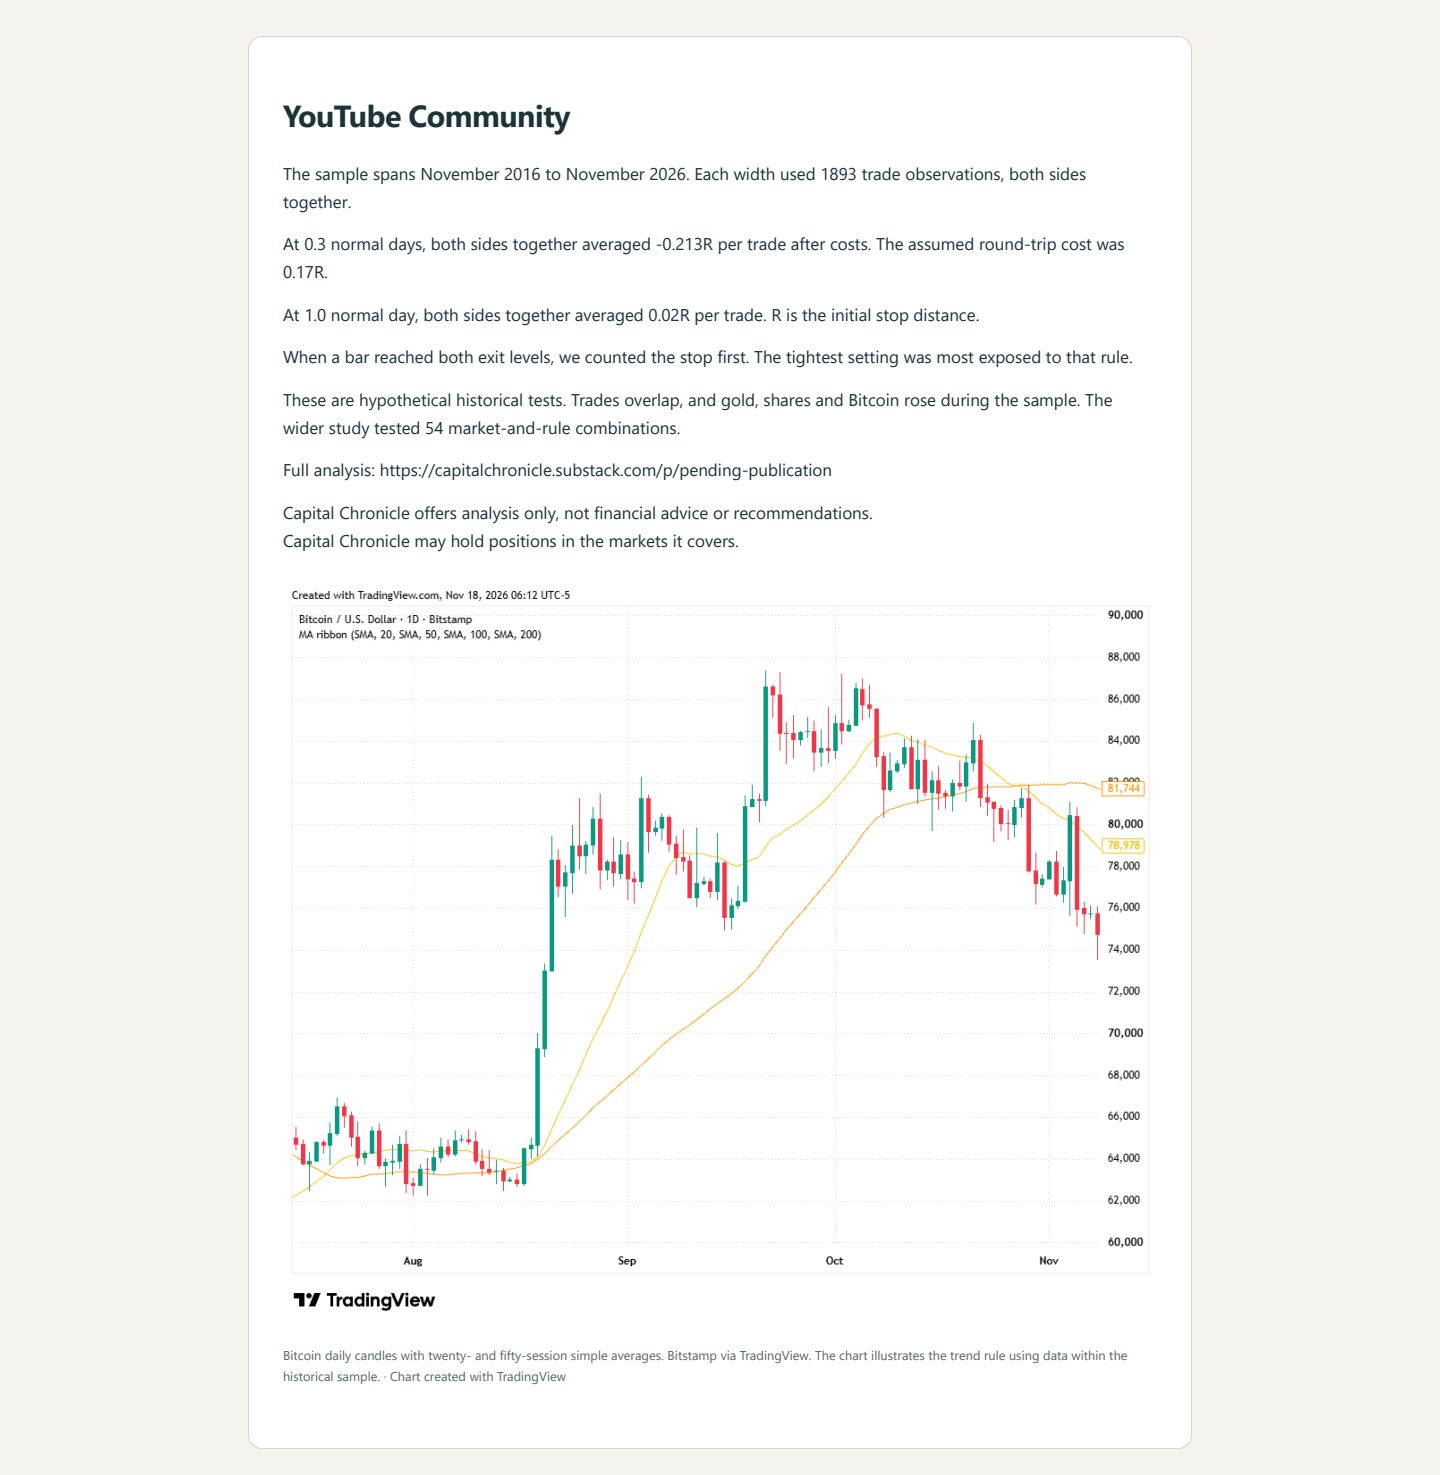 YouTube Community
The sample spans November 2016 to November 2026. Each width used 1893 trade observations, both sides
together.
At 0.3 normal days, both sides together averaged -0.213R per trade after costs. The assumed round-trip cost was
0.17R.
At 1.0 normal day, both sides together averaged 0.02R per trade. R is the initial stop distance.
When a bar reached both exit levels, we counted the stop first. The tightest setting was most exposed to that rule.
These are hypothetical historical tests. Trades overlap, and gold, shares and Bitcoin rose during the sample. The
wider study tested 54 market-and-rule combinations.
Full analysis: https://capitalchronicle.substack.com/p/pending-publication
Capital Chronicle offers analysis only, not financial advice or recommendations.
Capital Chronicle may hold positions in the markets it covers.
Created with TradingView.com, Nov 18, 2026 06:12 UTC-5
Bitcoin / U.S. Dollar · 1D · Bitstamp
MA ribbon (SMA, 20, SMA, 50, SMA, 100, SMA, 200)
90,000
88,000
86,000
84,000
82,000
81,744
80,000
78,978
78,000
76,000
74,000
72,000
70,000
68,000
66,000
64,000
62,000
60,000
Aug Sep Oct Nov
TradingView
Bitcoin daily candles with twenty- and fifty-session simple averages. Bitstamp via TradingView. The chart illustrates the trend rule using data within the
historical sample. · Chart created with TradingView